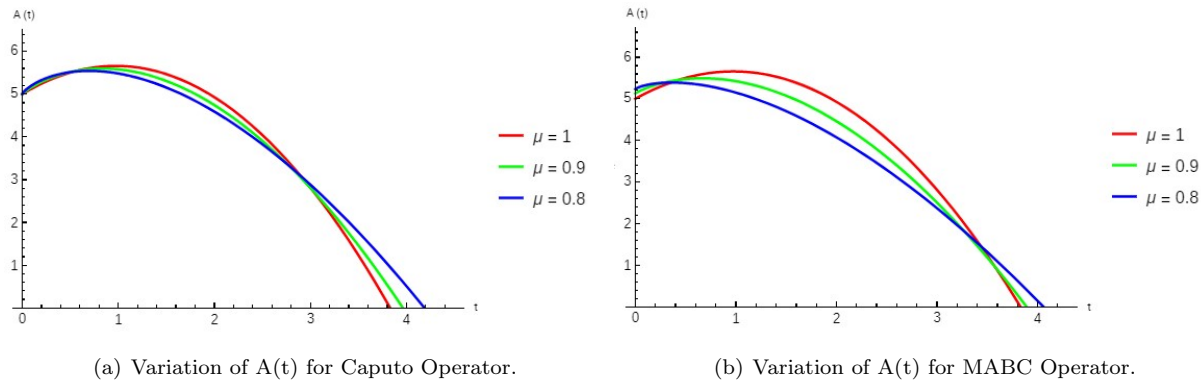 A (t)
6
5
4
3
2
1
0 1 2 3 4 t
μ = 1
μ = 0.9
μ = 0.8
(a) Variation of A(t) for Caputo Operator.
A (t)
6
5
4
3
2
1
0 1 2 3 4 t
μ = 1
μ = 0.9
μ = 0.8
(b) Variation of A(t) for MABC Operator.